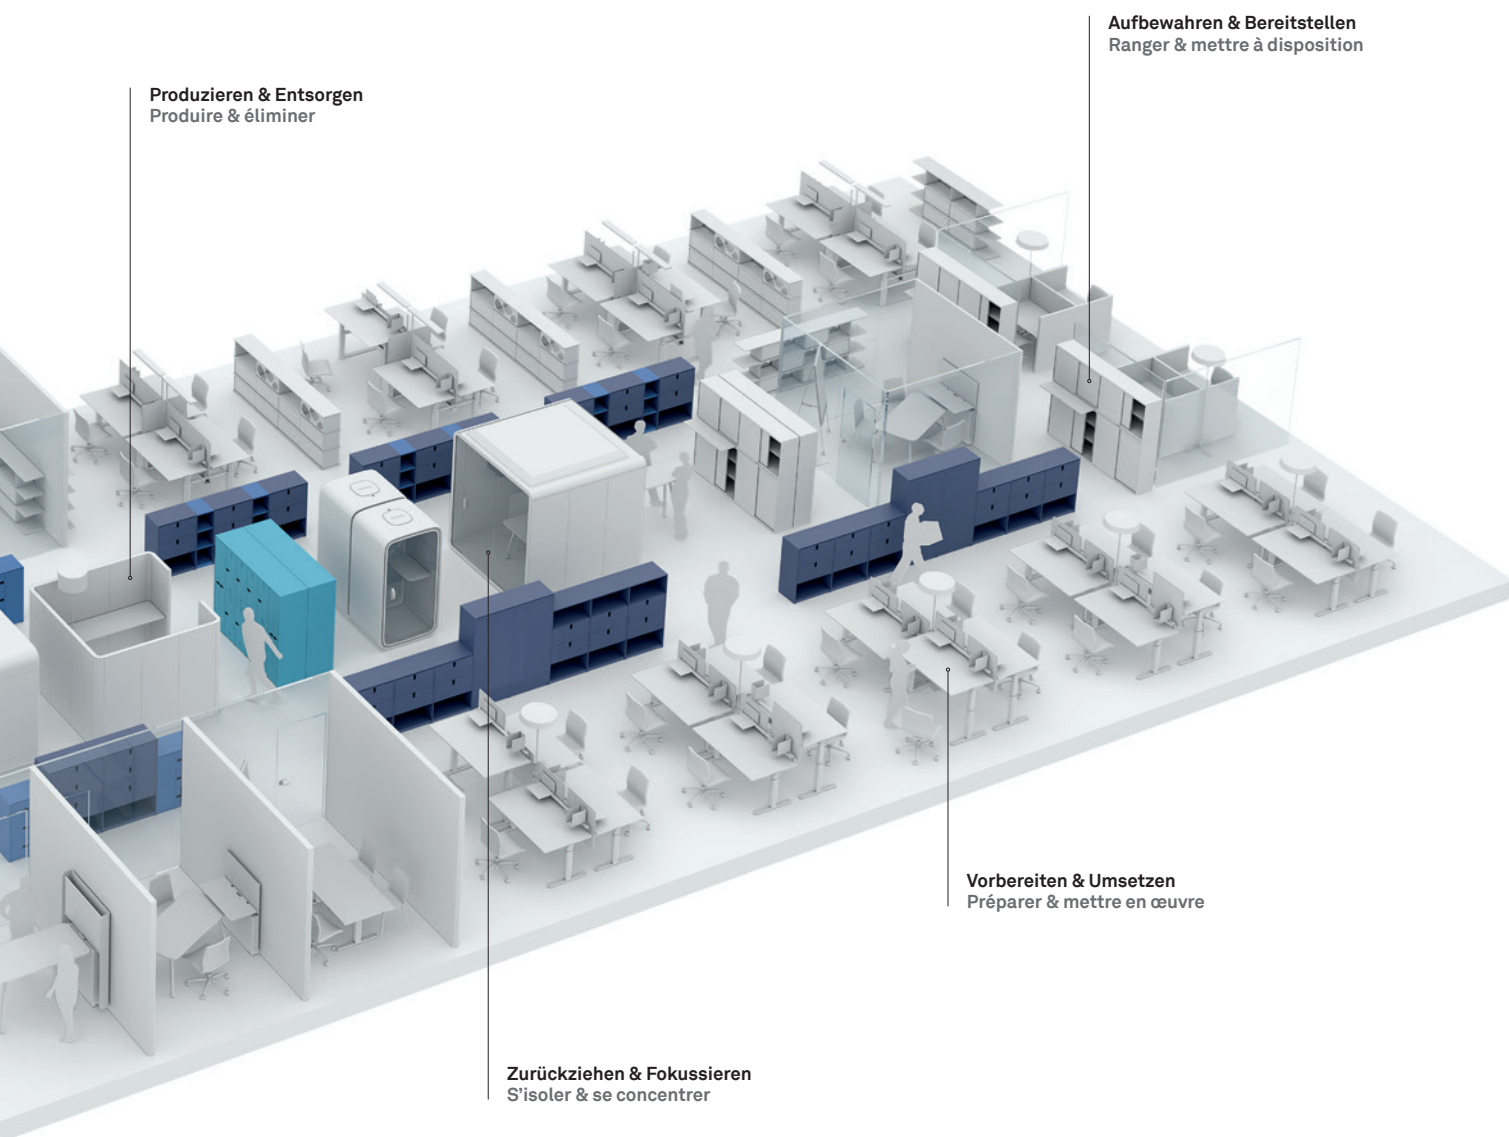 Aufbewahren & Bereitstellen
Ranger & mettre à disposition
Produzieren & Entsorgen
Produire & éliminer
Vorbereiten & Umsetzen
Préparer & mettre en œuvre
Zurückziehen & Fokussieren
S’isoler & se concentrer